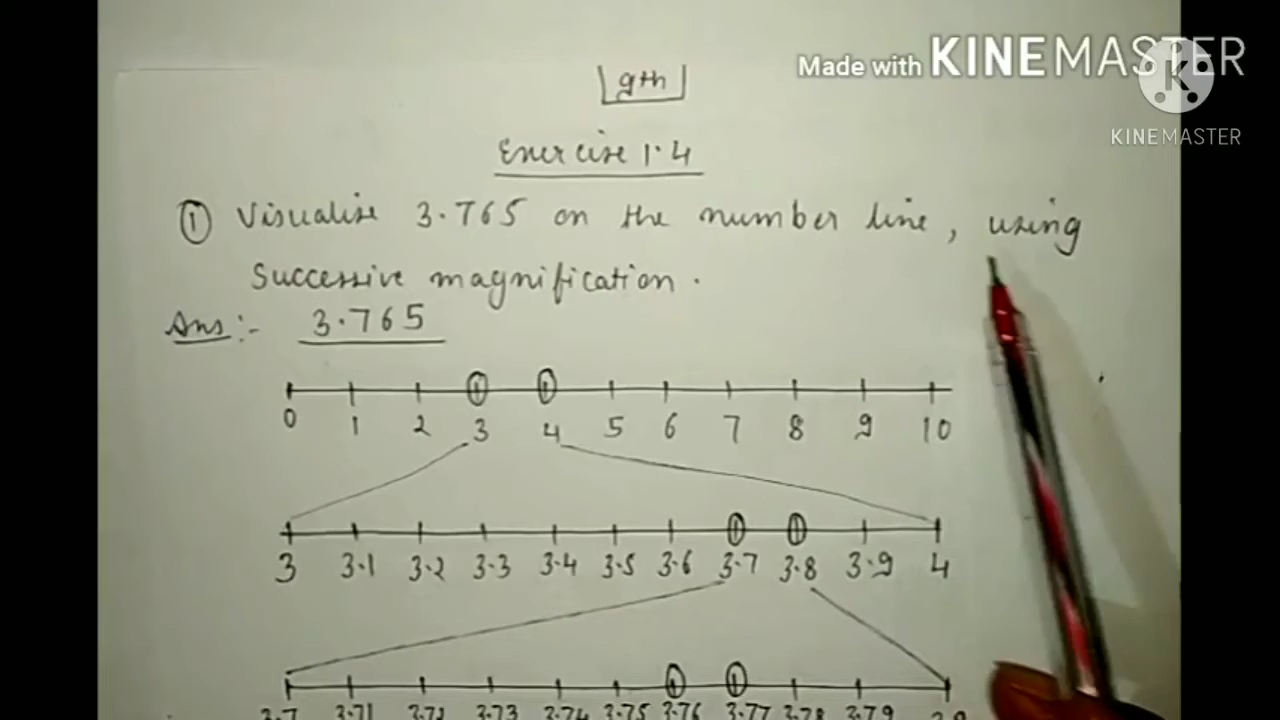 Made with KINEMASTER
K
KINEMASTER
9th
Exercise 1.4
① Visualise 3.765 on the number line, using
Successive magnification.
Ans:- 3.765
0 1 2 3 4 5 6 7 8 9 10
3 3.1 3.2 3.3 3.4 3.5 3.6 3.7 3.8 3.9 4
3.7 3.71 3.72 3.73 3.74 3.75 3.76 3.77 3.78 3.79 3.8